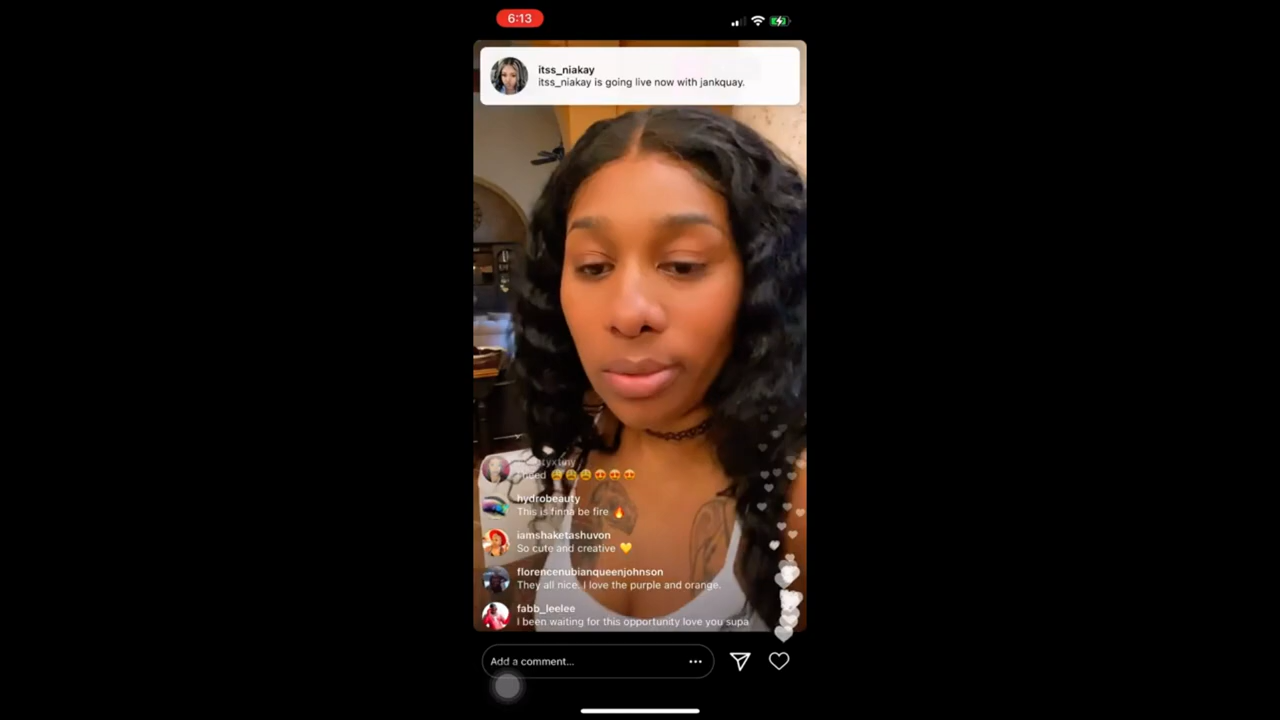 6:13
itss_niakay
itss_niakay is going live now with jankquay.
need 😩😩😩😍😍😍
hydrobeauty
This is finna be fire 🔥
iamshaketashuvon
So cute and creative 💛
florencenubianqueenjohnson
They all nice. I love the purple and orange.
fabb_leelee
I been waiting for this opportunity love you supa
Add a comment...